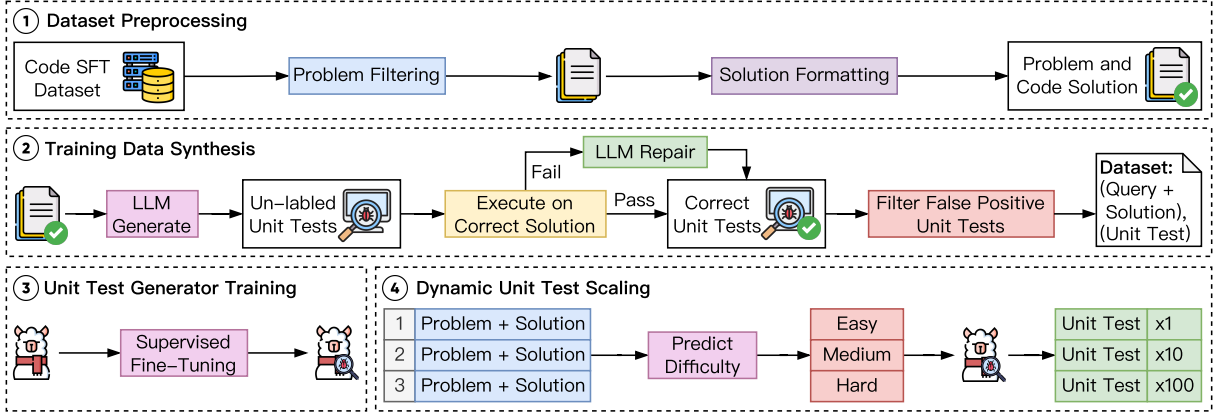 1 Dataset Preprocessing
Code SFT
Dataset
Problem Filtering
Solution Formatting
Problem and
Code Solution
2 Training Data Synthesis
LLM
Generate
Un-labled
Unit Tests
Execute on
Correct Solution
Fail
LLM Repair
Pass
Correct
Unit Tests
Filter False Positive
Unit Tests
Dataset:
(Query +
Solution),
(Unit Test)
3 Unit Test Generator Training
Supervised
Fine-Tuning
4 Dynamic Unit Test Scaling
1 Problem + Solution
2 Problem + Solution
3 Problem + Solution
Predict
Difficulty
Easy
Medium
Hard
Unit Test x1
Unit Test x10
Unit Test x100